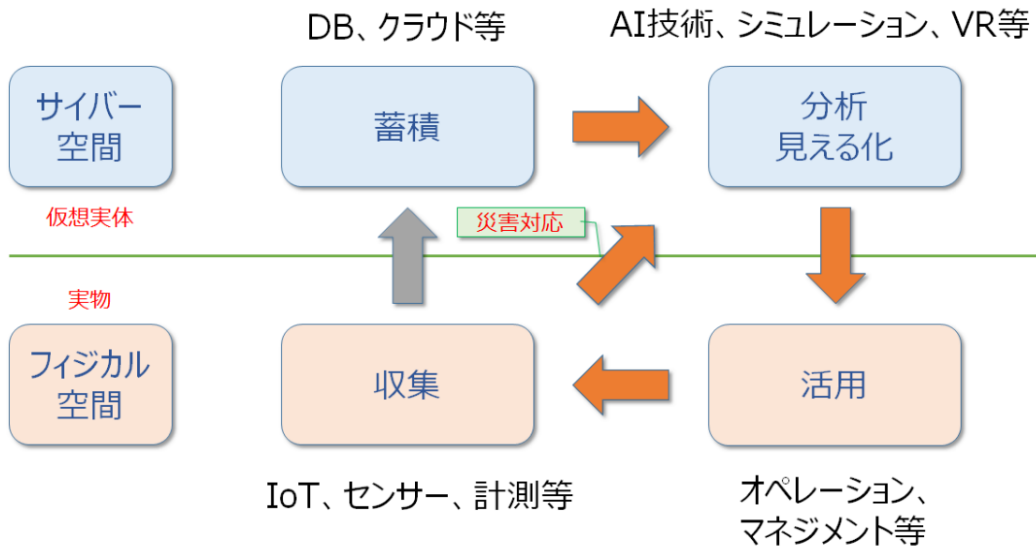 DB、クラウド等
AI技術、シミュレーション、VR等
サイバー
空間
蓄積
分析
見える化
仮想実体
災害対応
実物
フィジカル
空間
収集
活用
IoT、センサー、計測等
オペレーション、
マネジメント等